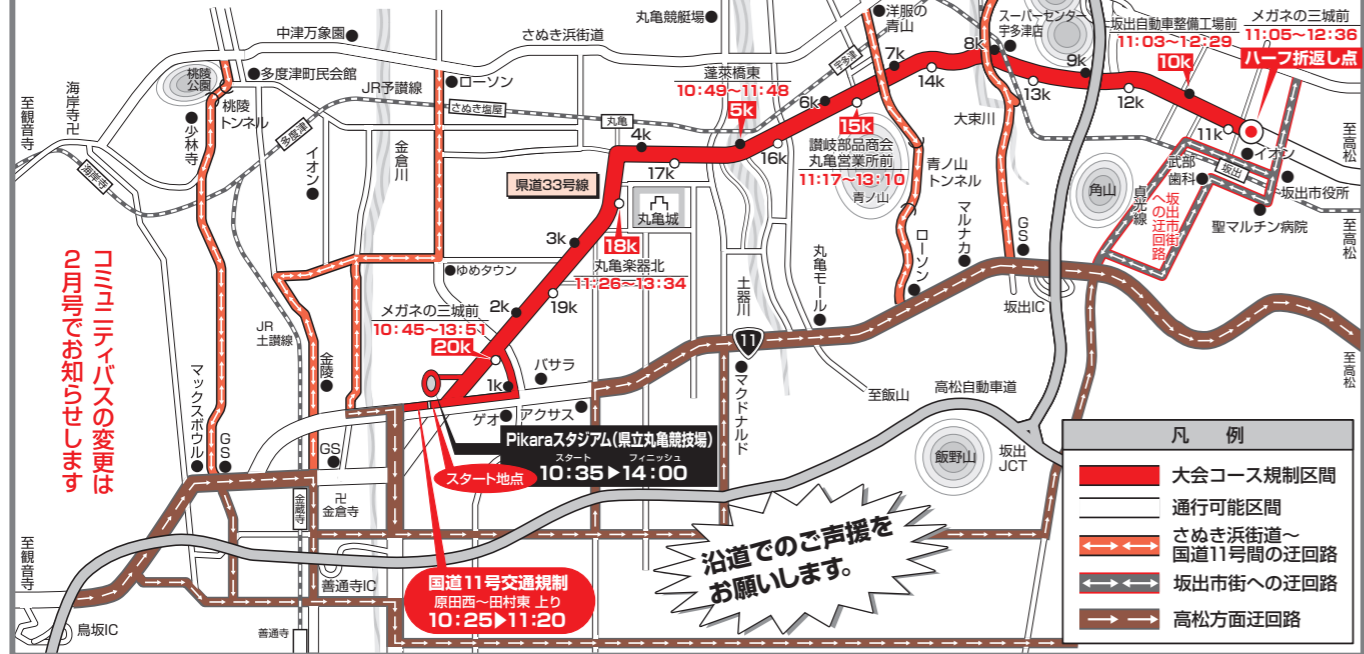 丸亀競艇場
洋服の
青山
スーパーセンター
宇多津店
坂出自動車整備工場前
11:03~12:29
メガネの三城前
11:05~12:36
中津万象園
さぬき浜街道
ハーフ折返し点
桃陵
公園
多度津町民会館
JR予讃線
ローソン
蓬莱橋東
10:49~11:48
宇多津
7k
8k
9k
10k
海岸寺卍
至観音寺
桃陵
トンネル
さぬき塩屋
5k
6k
14k
13k
12k
少林寺
多度津
丸亀
4k
15k
大束川
11k
イオン
金倉川
16k
讃岐部品商会
丸亀営業所前
11:17~13:10
イオン
武部
歯科
坂出
海岸寺
17k
青ノ山
青ノ山
トンネル
角山
貞光線
坂出市役所
県道33号線
丸亀城
坂出市街
への迂回路
聖マルチン病院
至高松
18k
3k
丸亀楽器北
11:26~13:34
ローソン
マルナカ
GS
コミュニティバスの変更は
2月号でお知らせします
ゆめタウン
19k
2k
メガネの三城前
10:45~13:51
20k
土器川
丸亀モール
坂出IC
JR
土讃線
11
至高松
マックスボウル
金陵
1k
バサラ
マクドナルド
至飯山
高松自動車道
ゲオ
アクサス
Pikaraスタジアム(県立丸亀競技場)
スタート フィニッシュ
10:35▶14:00
GS
GS
スタート地点
飯野山
坂出
JCT
金蔵寺
卍
金倉寺
沿道でのご声援を
お願いします。
至観音寺
善通寺IC
国道11号交通規制
原田西~田村東 上り
10:25▶11:20
鳥坂IC
善通寺
至高松
凡 例
大会コース規制区間
通行可能区間
さぬき浜街道~
国道11号間の迂回路
坂出市街への迂回路
高松方面迂回路